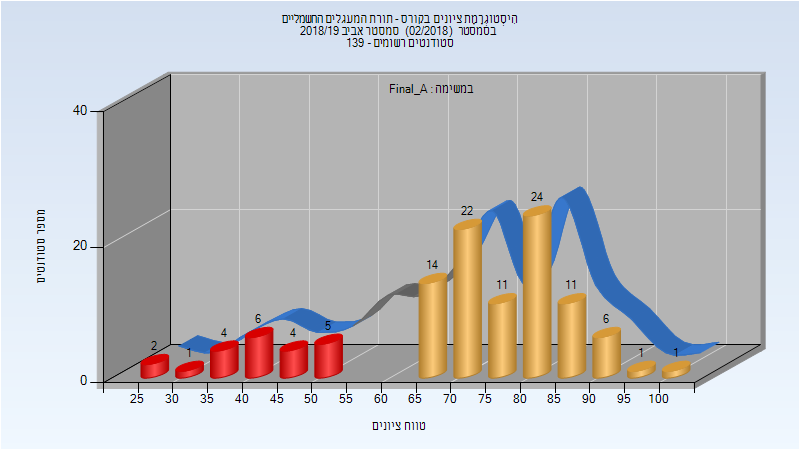 היסטוגרמת ציונים בקורס - תורת המעגלים החשמליים
בסמסטר (02/2018) סמסטר אביב 2018/19
סטודנטים רשומים - 139
במשימה : Final_A
מספר סטודנטים
40
20
0
2
1
4
6
4
5
14
22
11
24
11
6
1
1
25 30 35 40 45 50 55 60 65 70 75 80 85 90 95 100
טווח ציונים